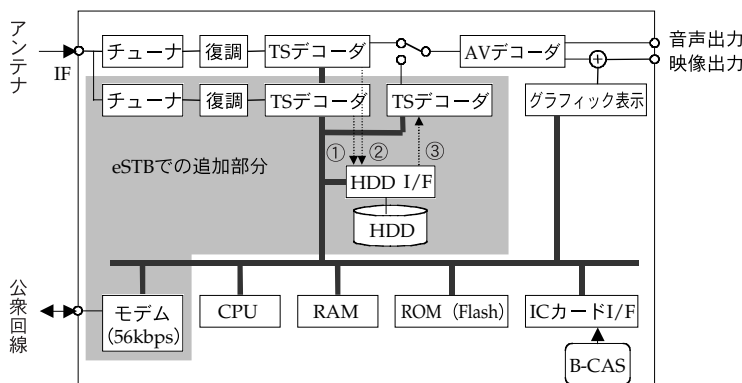 アンテナ
IF
チューナ
復調
TSデコーダ
AVデコーダ
音声出力
映像出力
チューナ
復調
TSデコーダ
TSデコーダ
グラフィック表示
eSTBでの追加部分
①
②
③
HDD I/F
HDD
公衆回線
モデム
(56kbps)
CPU
RAM
ROM（Flash）
ICカードI/F
B-CAS